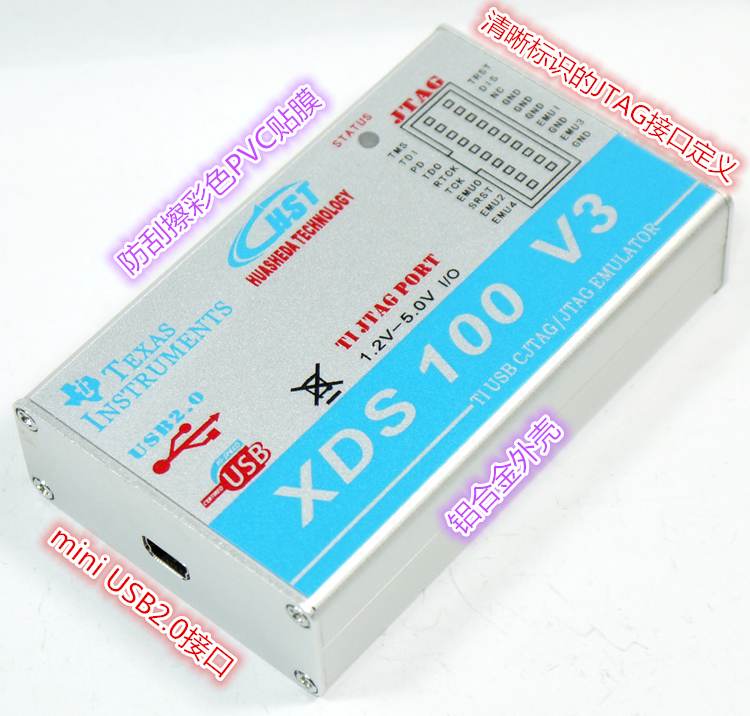 清晰标识的JTAG接口定义
防刮擦彩色PVC贴膜
STATUS
JTAG
TRST
DIS
NC
GND
GND
GND
EMU1
GND
EMU3
GND
TMS
TDI
PD
TDO
RTCK
TCK
EMU0
SRST
EMU2
EMU4
HST
HUASHEDA TECHNOLOGY
TI JTAG PORT
1.2V-5.0V I/O
TEXAS
INSTRUMENTS
USB2.0
CERTIFIED
USB
XDS 100 V3
TI USB CJTAG/JTAG EMULATOR
铝合金外壳
mini USB2.0接口